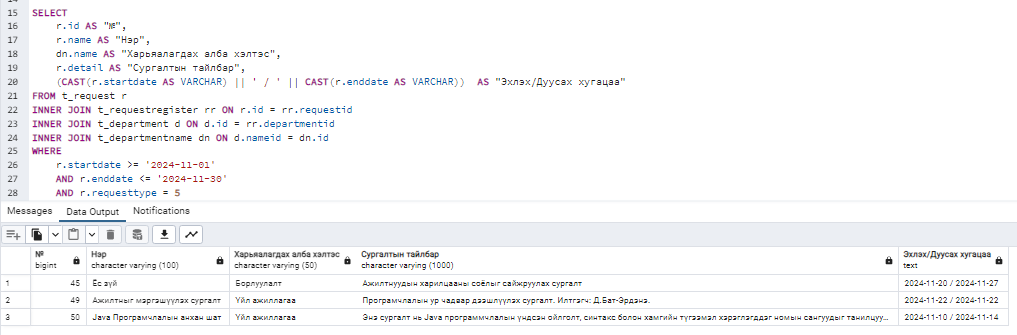 15 SELECT
16 r.id AS "№",
17 r.name AS "Нэр",
18 dn.name AS "Харьяалагдах алба хэлтэс",
19 r.detail AS "Сургалтын тайлбар",
20 (CAST(r.startdate AS VARCHAR) || ' / ' || CAST(r.enddate AS VARCHAR)) AS "Эхлэх/Дуусах хугацаа"
21 FROM t_request r
22 INNER JOIN t_requestregister rr ON r.id = rr.requestid
23 INNER JOIN t_department d ON d.id = rr.departmentid
24 INNER JOIN t_departmentname dn ON d.nameid = dn.id
25 WHERE
26 r.startdate >= '2024-11-01'
27 AND r.enddate <= '2024-11-30'
28 AND r.requesttype = 5
Messages Data Output Notifications
№ Нэр Харьяалагдах алба хэлтэс Сургалтын тайлбар Эхлэх/Дуусах хугацаа
bigint character varying (100) character varying (50) character varying (1000) text
1 45 Ёс зүй Борлуулалт Ажилтнуудын харилцааны соёлыг сайжруулах сургалт 2024-11-20 / 2024-11-27
2 49 Ажилтныг мэргэшүүлэх сургалт Үйл ажиллагаа Програмчлалын ур чадвар дээшлүүлэх сургалт. Илтгэгч: Д.Бат-Эрдэнэ. 2024-11-22 / 2024-11-22
3 50 Java Програмчлалын анхан шат Үйл ажиллагаа Энэ сургалт нь Java программчлалын үндсэн ойлголт, синтакс болон хамгийн түгээмэл хэрэглэгддэг номын сангуудыг танилцуу... 2024-11-10 / 2024-11-14